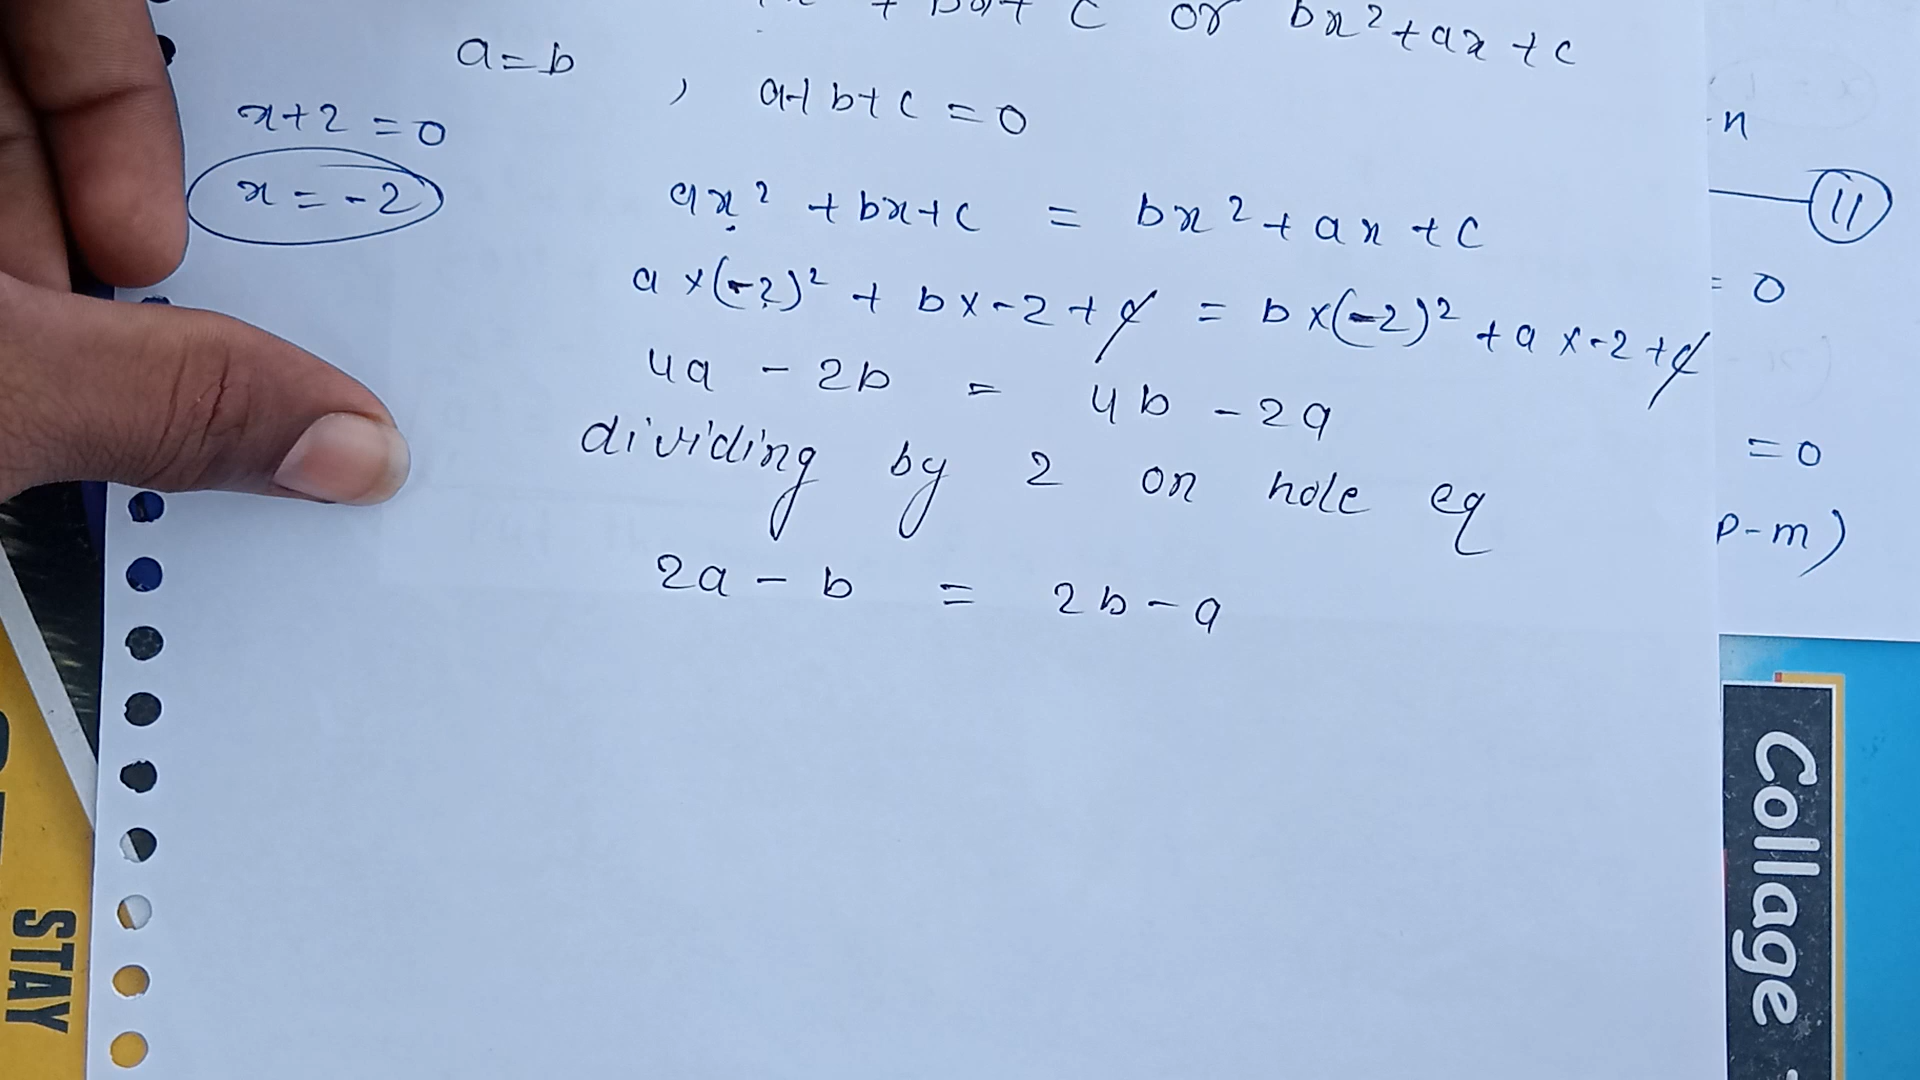 + bx + c or bx² + ax + c
a = b , a + b + c = 0
x + 2 = 0
x = -2
ax² + bx + c = bx² + ax + c
a × (-2)² + b × -2 + c = b × (-2)² + a × -2 + c
4a - 2b = 4b - 2a
dividing by 2 on hole eq
2a - b = 2b - a
- n
11
= 0
= 0
p - m)
Collage
STAY